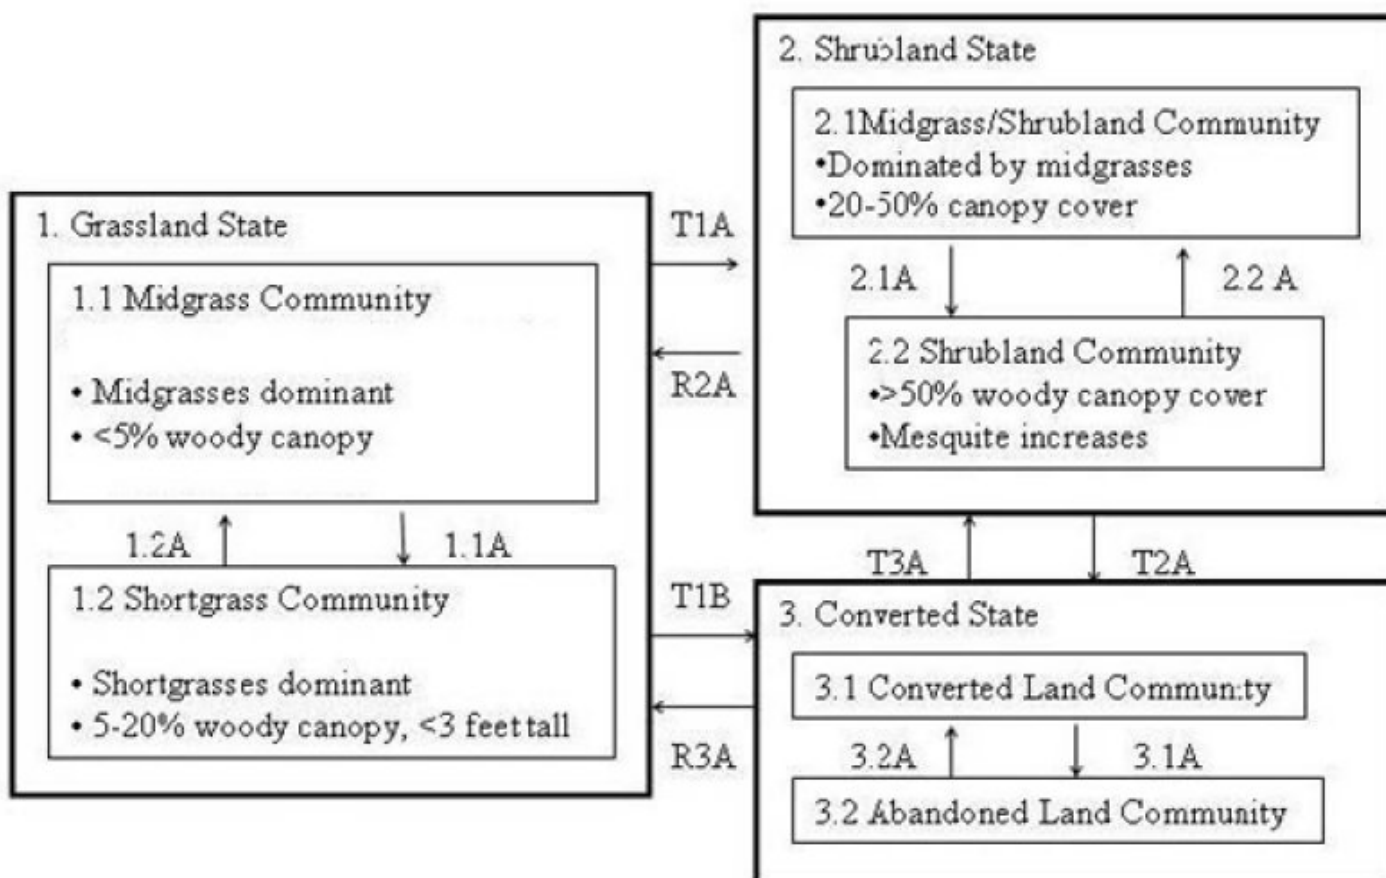 1. Grassland State
1.1 Midgrass Community
• Midgrasses dominant
• <5% woody canopy
1.2A
1.1A
1.2 Shortgrass Community
• Shortgrasses dominant
• 5-20% woody canopy, <3 feet tall
T1A
R2A
T1B
R3A
2. Shrubland State
2.1Midgrass/Shrubland Community
•Dominated by midgrasses
•20-50% canopy cover
2.1A
2.2 A
2.2 Shrubland Community
•>50% woody canopy cover
•Mesquite increases
T3A
T2A
3. Converted State
3.1 Converted Land Community
3.2A
3.1A
3.2 Abandoned Land Community